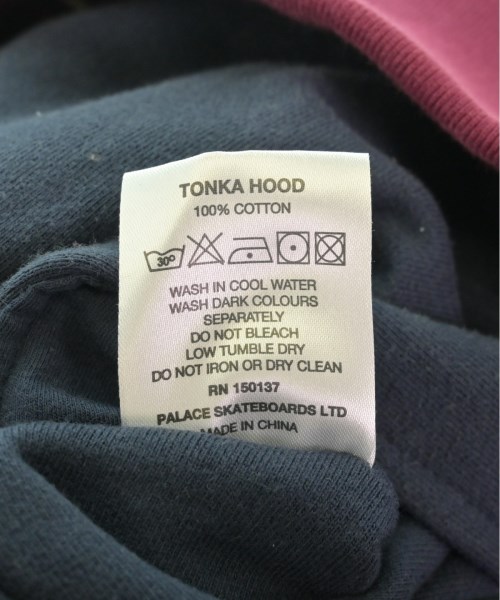 TONKA HOOD
100% COTTON
30°
WASH IN COOL WATER
WASH DARK COLOURS
SEPARATELY
DO NOT BLEACH
LOW TUMBLE DRY
DO NOT IRON OR DRY CLEAN
RN 150137
PALACE SKATEBOARDS LTD
MADE IN CHINA